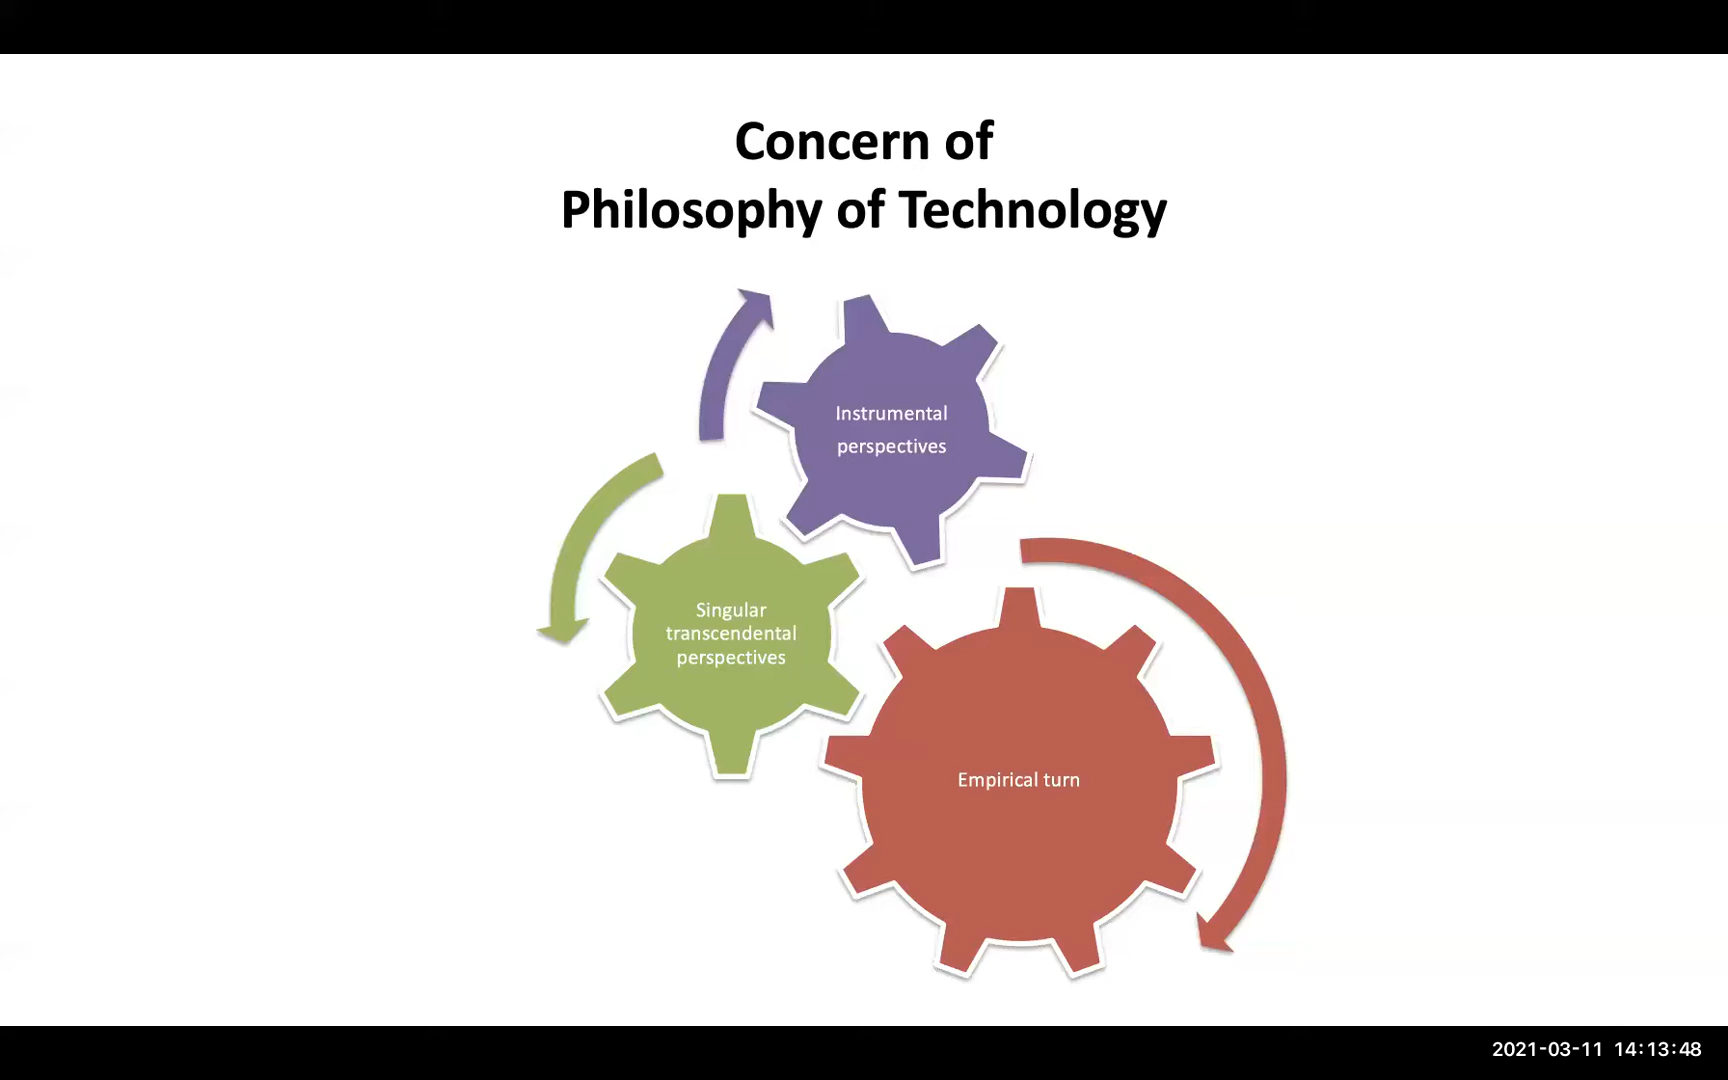 Concern of
Philosophy of Technology
Instrumental
perspectives
Singular
transcendental
perspectives
Empirical turn
2021-03-11 14:13:48